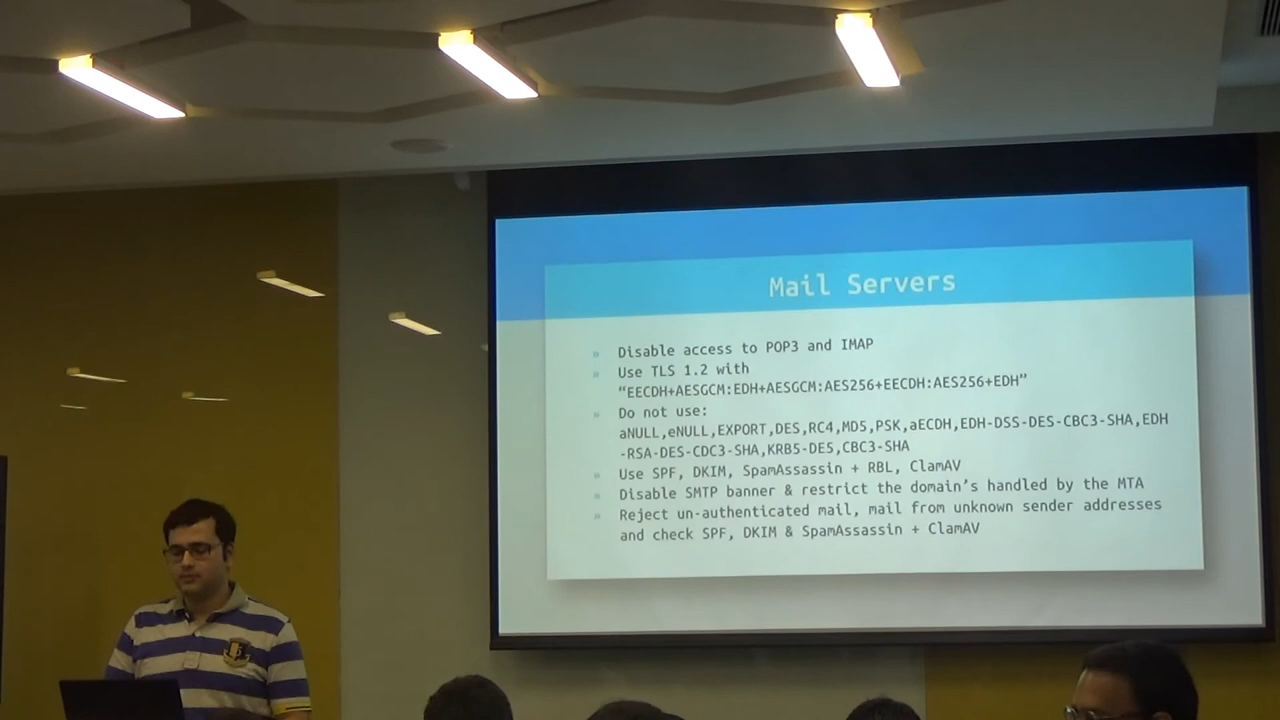 Mail Servers
» Disable access to POP3 and IMAP
» Use TLS 1.2 with
“EECDH+AESGCM:EDH+AESGCM:AES256+EECDH:AES256+EDH”
» Do not use:
aNULL,eNULL,EXPORT,DES,RC4,MD5,PSK,aECDH,EDH-DSS-DES-CBC3-SHA,EDH
-RSA-DES-CDC3-SHA,KRB5-DES,CBC3-SHA
» Use SPF, DKIM, SpamAssassin + RBL, ClamAV
» Disable SMTP banner & restrict the domain’s handled by the MTA
» Reject un-authenticated mail, mail from unknown sender addresses
and check SPF, DKIM & SpamAssassin + ClamAV